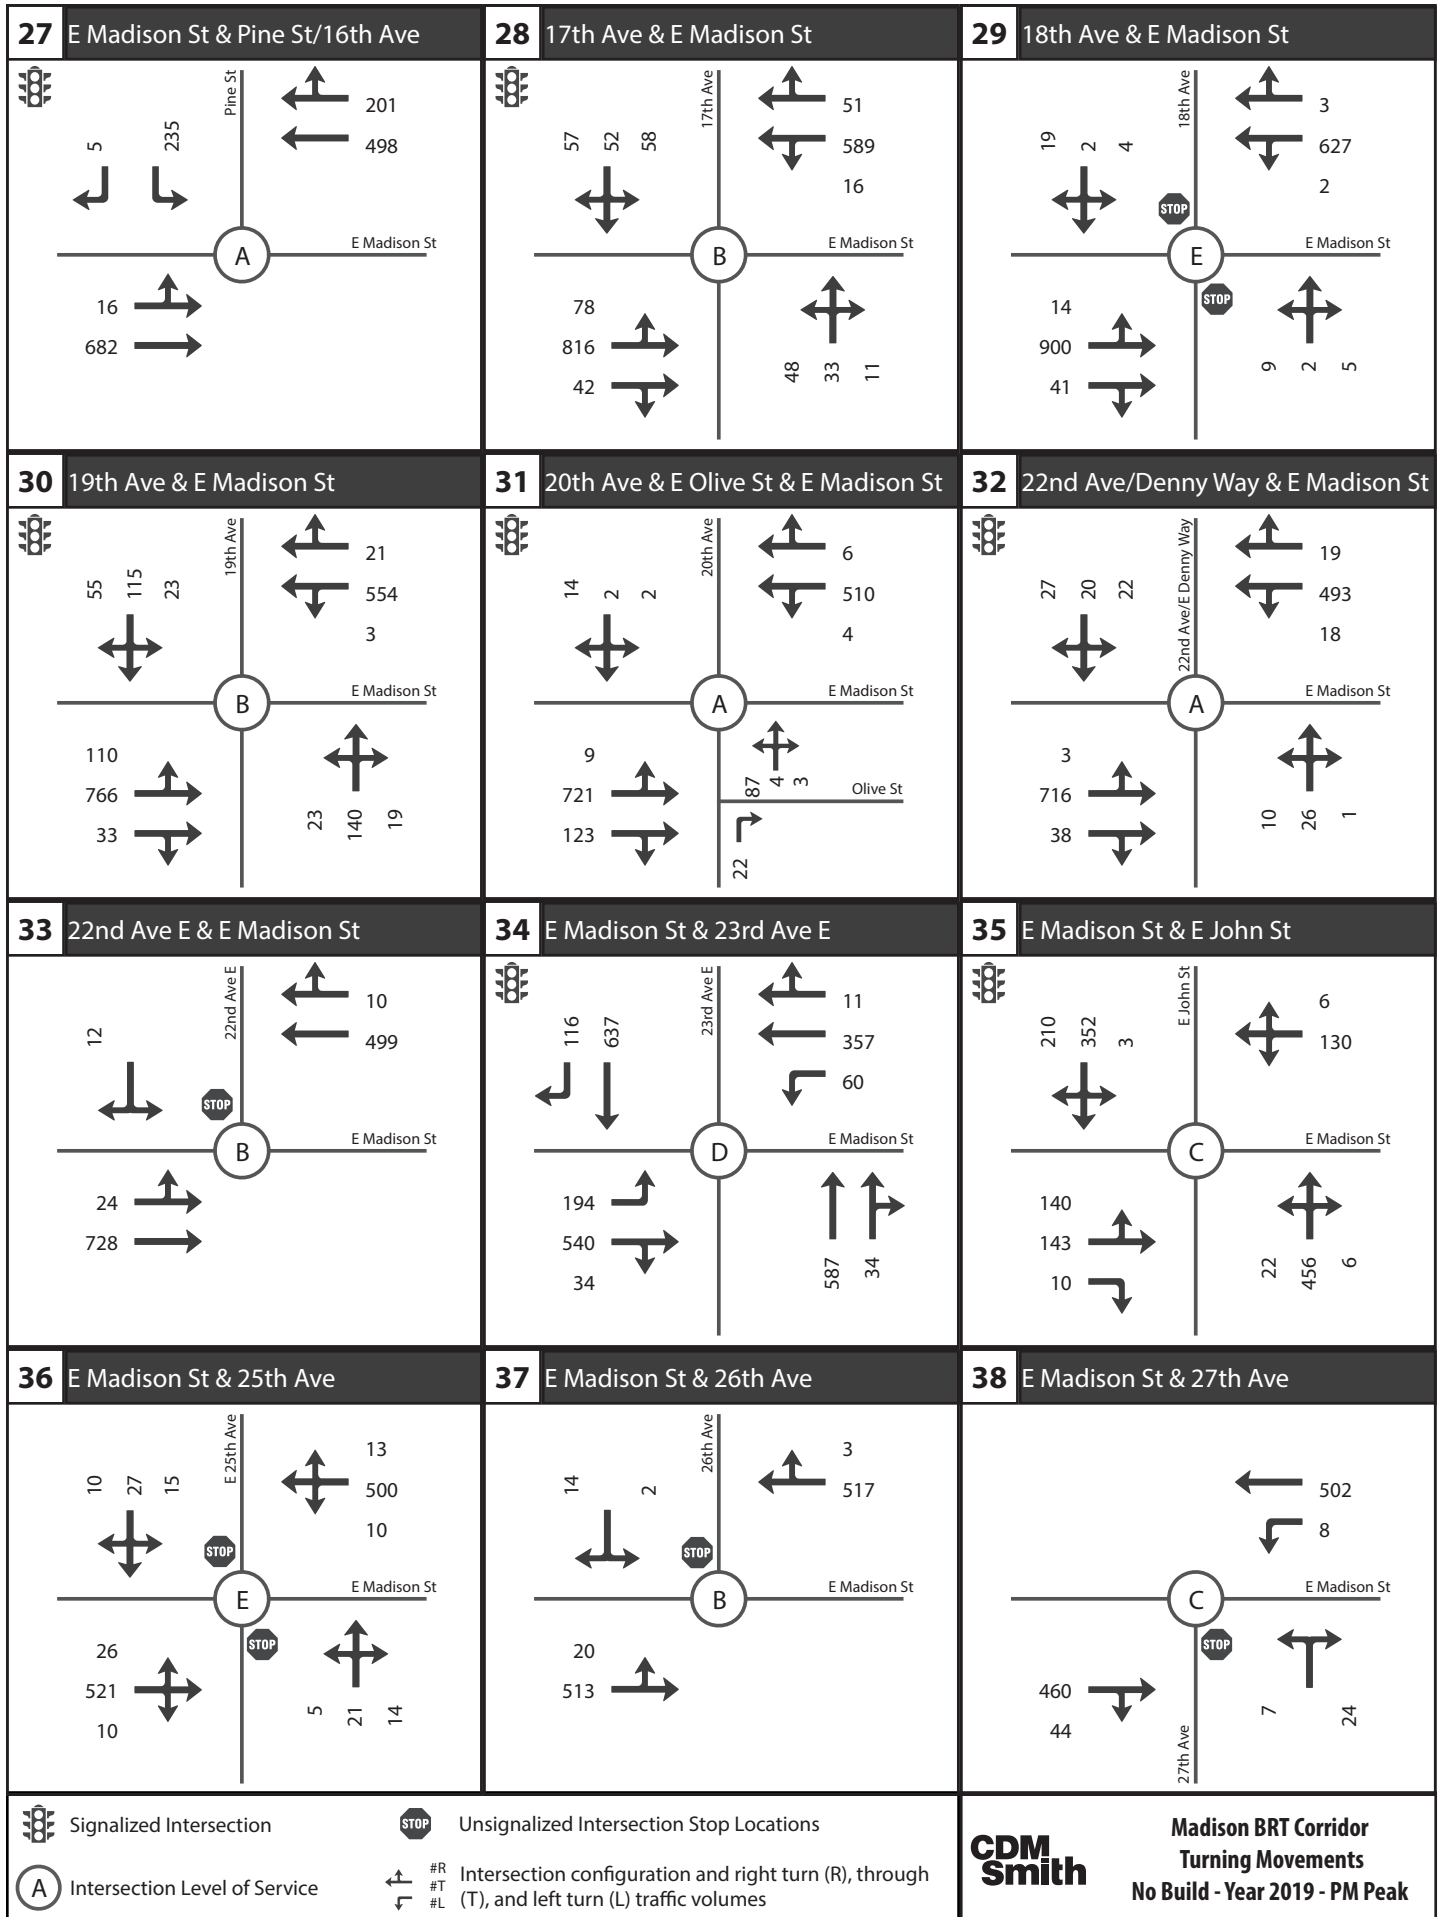 27 E Madison St & Pine St/16th Ave
5
235
Pine St
201
498
E Madison St
A
16
682
28 17th Ave & E Madison St
57 52 58
17th Ave
51
589
16
E Madison St
B
78
816
42
48 33 11
29 18th Ave & E Madison St
19 2 4
18th Ave
3
627
2
STOP
E Madison St
E
STOP
14
900
41
9 2 5
30 19th Ave & E Madison St
55 115 23
19th Ave
21
554
3
E Madison St
B
110
766
33
23 140 19
31 20th Ave & E Olive St & E Madison St
14 2 2
20th Ave
6
510
4
E Madison St
A
9
721
123
87 4 3
Olive St
22
32 22nd Ave/Denny Way & E Madison St
27 20 22
22nd Ave/E Denny Way
19
493
18
E Madison St
A
3
716
38
10 26 1
33 22nd Ave E & E Madison St
12
22nd Ave E
10
499
STOP
E Madison St
B
24
728
34 E Madison St & 23rd Ave E
116 637
23rd Ave E
11
357
60
E Madison St
D
194
540
34
587 34
35 E Madison St & E John St
210 352 3
E John St
6
130
E Madison St
C
140
143
10
22 456 6
36 E Madison St & 25th Ave
10 27 15
E 25th Ave
13
500
10
STOP
E Madison St
E
STOP
26
521
10
5 21 14
37 E Madison St & 26th Ave
14 2
26th Ave
3
517
STOP
E Madison St
B
20
513
38 E Madison St & 27th Ave
502
8
E Madison St
C
STOP
460
44
7 24
27th Ave
Signalized Intersection
STOP Unsignalized Intersection Stop Locations
A Intersection Level of Service
#R
#T
#L
Intersection configuration and right turn (R), through
(T), and left turn (L) traffic volumes
CDM
Smith
Madison BRT Corridor
Turning Movements
No Build - Year 2019 - PM Peak